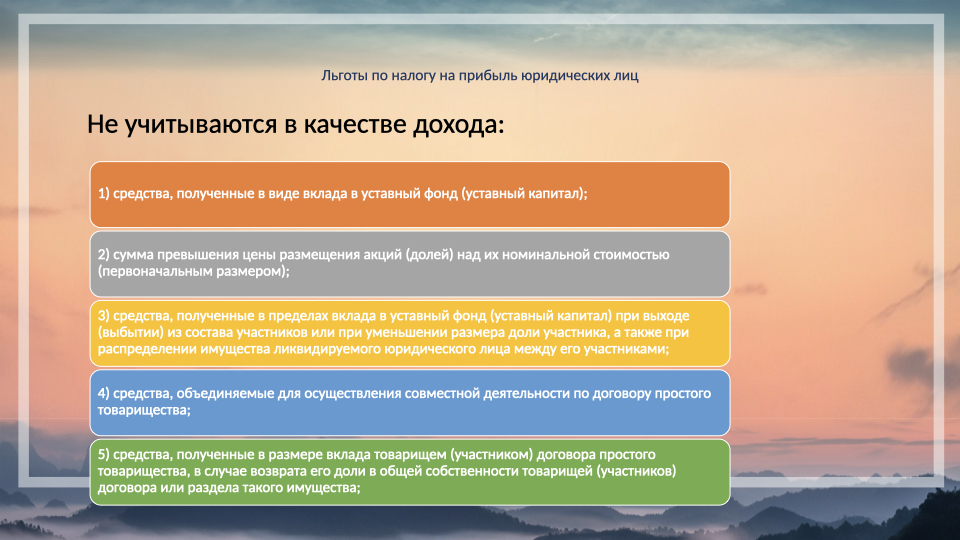 Льготы по налогу на прибыль юридических лиц
Не учитываются в качестве дохода:
1) средства, полученные в виде вклада в уставный фонд (уставный капитал);
2) сумма превышения цены размещения акций (долей) над их номинальной стоимостью
(первоначальным размером);
3) средства, полученные в пределах вклада в уставный фонд (уставный капитал) при выходе
(выбытии) из состава участников или при уменьшении размера доли участника, а также при
распределении имущества ликвидируемого юридического лица между его участниками;
4) средства, объединяемые для осуществления совместной деятельности по договору простого
товарищества;
5) средства, полученные в размере вклада товарищем (участником) договора простого
товарищества, в случае возврата его доли в общей собственности товарищей (участников)
договора или раздела такого имущества;